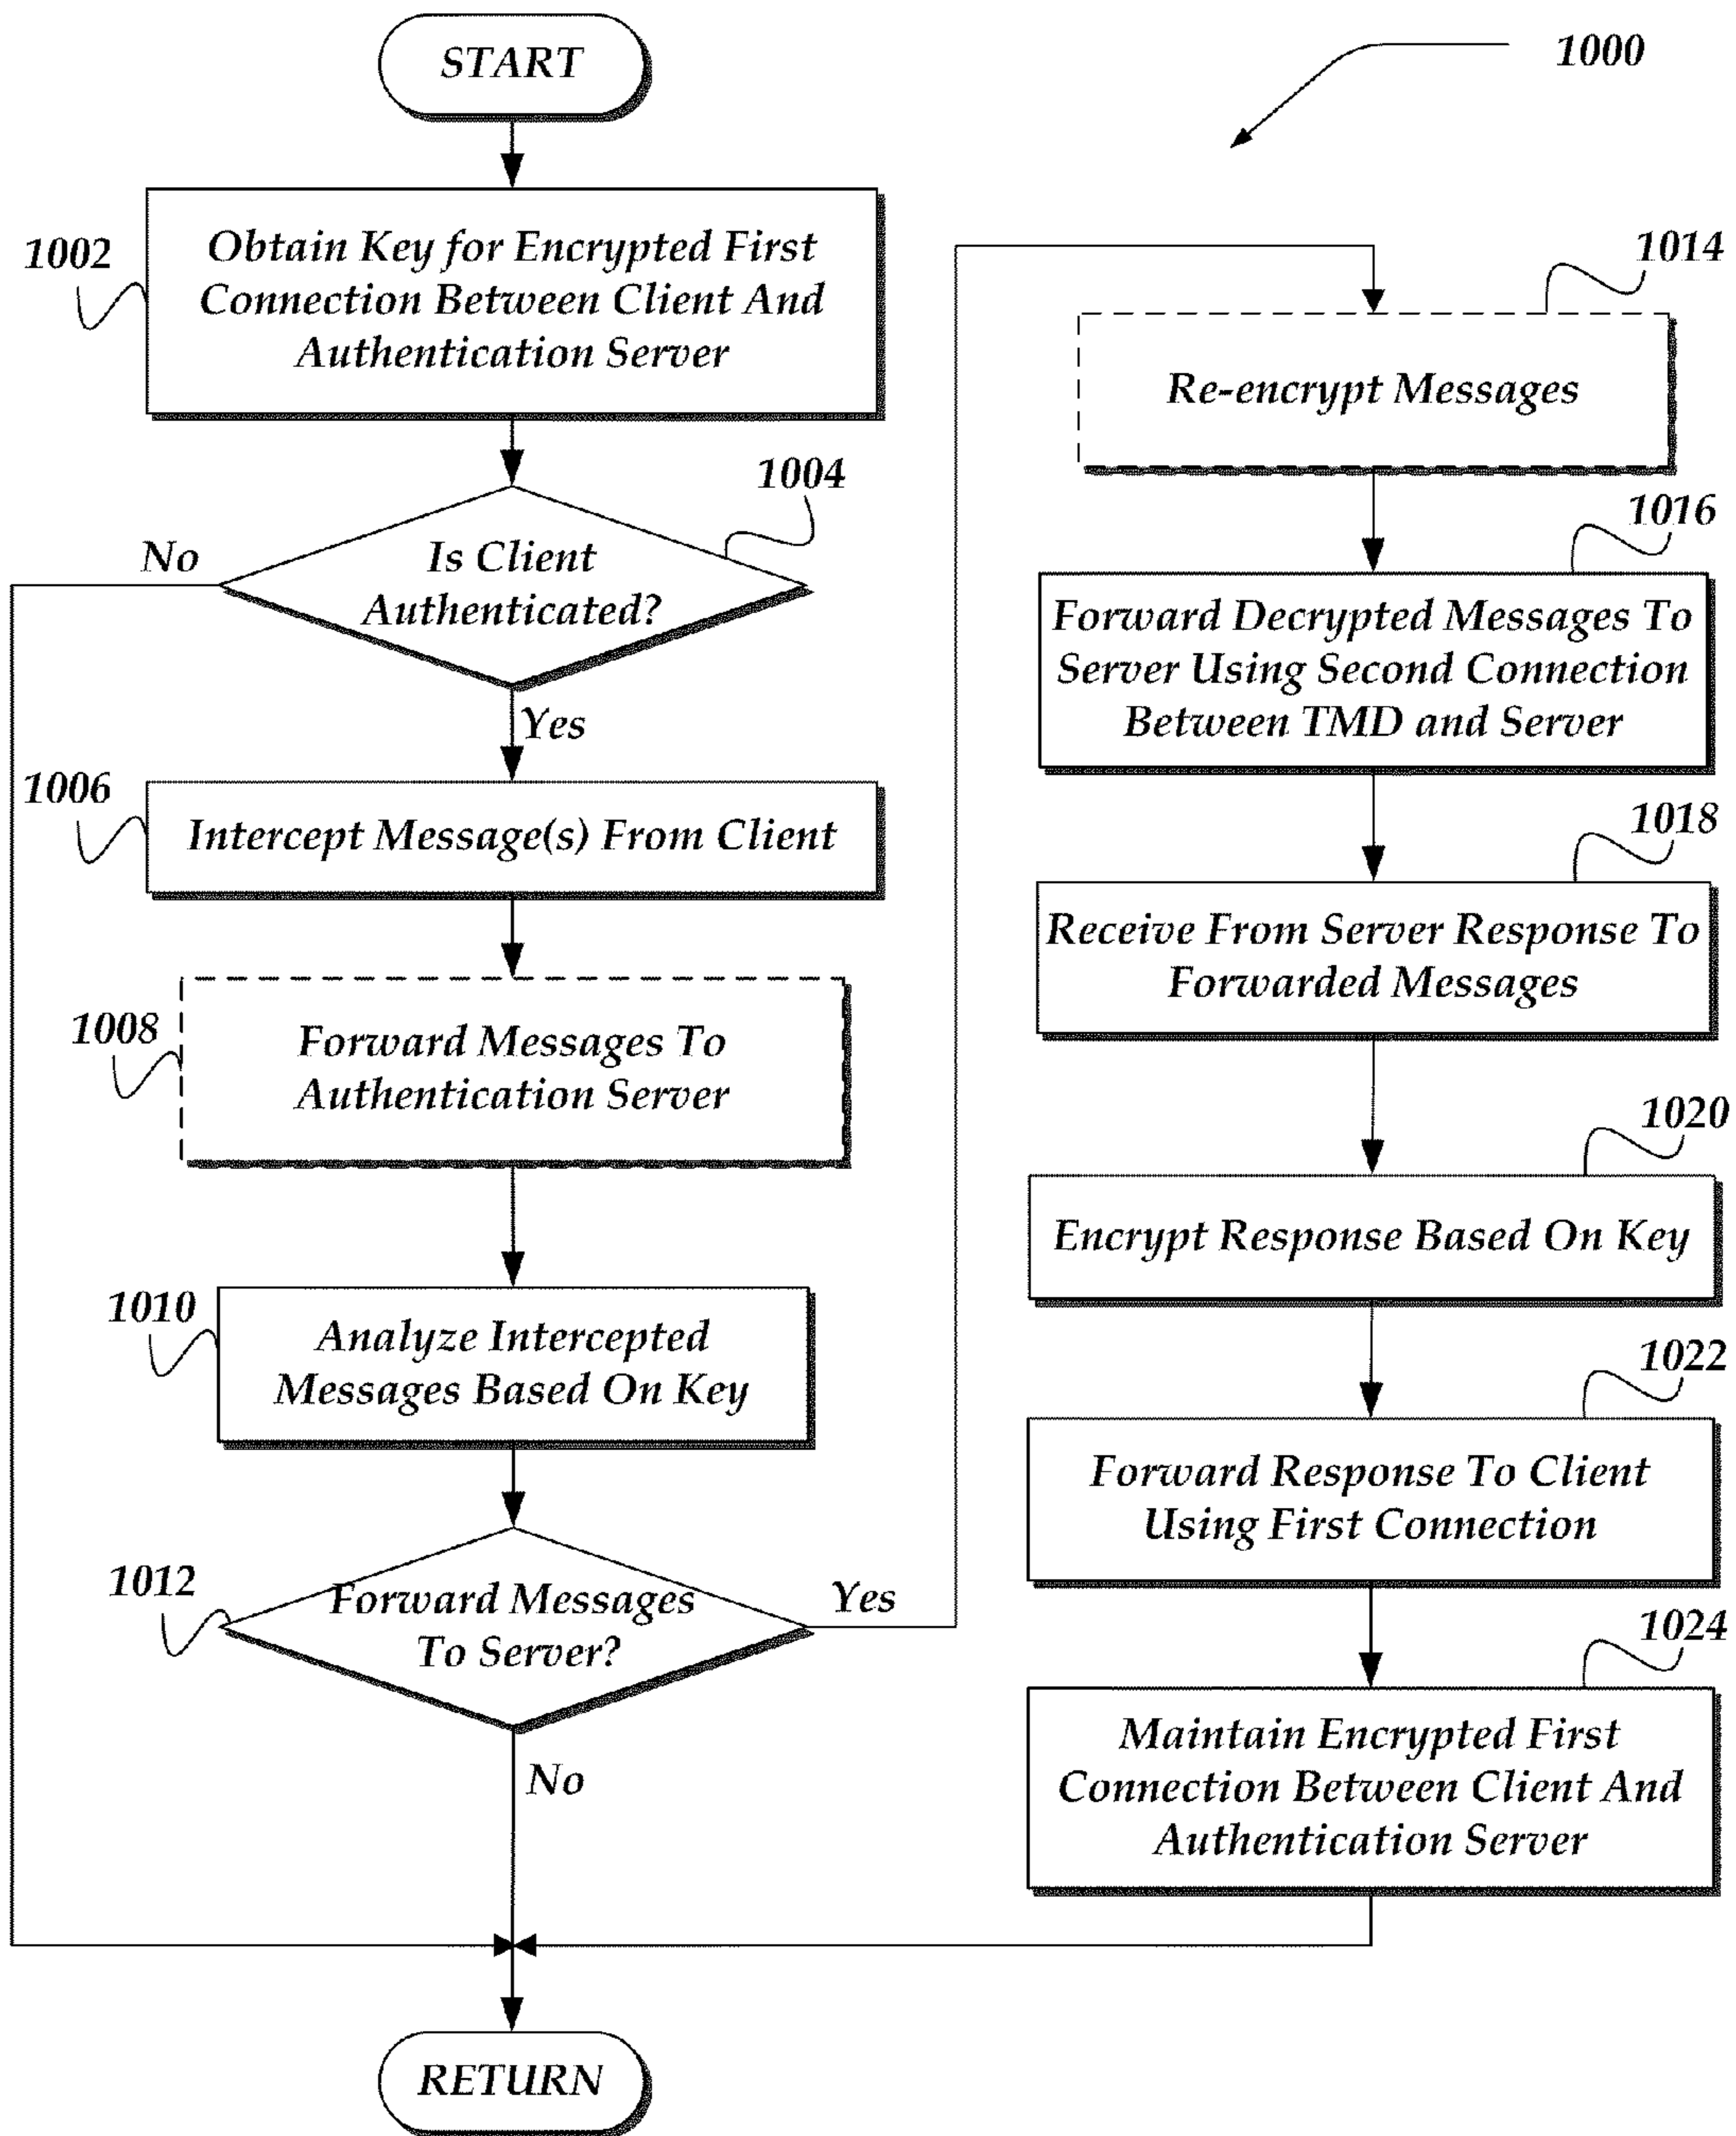 START
1000
1002
Obtain Key for Encrypted First
Connection Between Client And
Authentication Server
1004
No
Is Client
Authenticated?
Yes
1006
Intercept Message(s) From Client
1008
Forward Messages To
Authentication Server
1010
Analyze Intercepted
Messages Based On Key
1012
Forward Messages
To Server?
Yes
No
1014
Re-encrypt Messages
1016
Forward Decrypted Messages To
Server Using Second Connection
Between TMD and Server
1018
Receive From Server Response To
Forwarded Messages
1020
Encrypt Response Based On Key
1022
Forward Response To Client
Using First Connection
1024
Maintain Encrypted First
Connection Between Client And
Authentication Server
RETURN